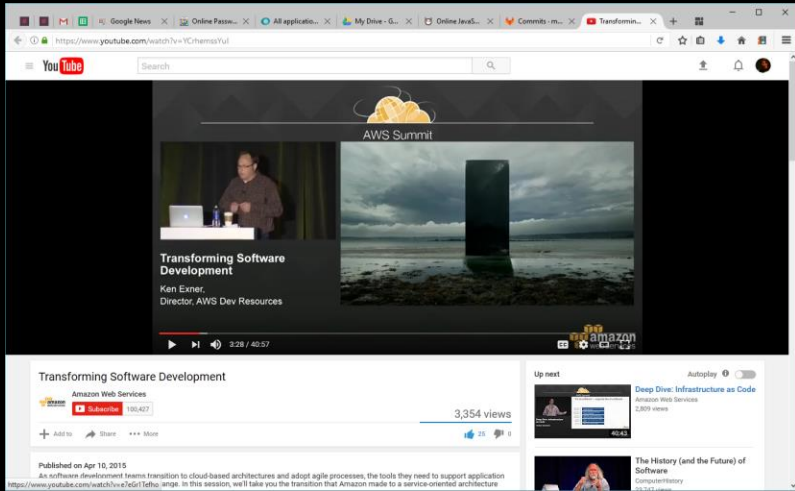 Google News
Online Passw...
All applicatio...
My Drive - G...
Online JavaS...
Commits - m...
Transformin...
https://www.youtube.com/watch?v=YCrhemssYuI
YouTube
Search
AWS Summit
Transforming Software
Development
Ken Exner,
Director, AWS Dev Resources
3:28 / 40:57
CC
amazon
web services
Transforming Software Development
Amazon Web Services
Subscribe 100,427
3,354 views
Add to Share More
25 0
Published on Apr 10, 2015
As software development teams transition to cloud-based architectures and adopt agile processes, the tools they need to support application
ange. In this session, we'll take you the transition that Amazon made to a service-oriented architecture
Up next
Autoplay
Deep Dive: Infrastructure as Code
Amazon Web Services
2,809 views
40:43
The History (and the Future) of
Software
ComputerHistory